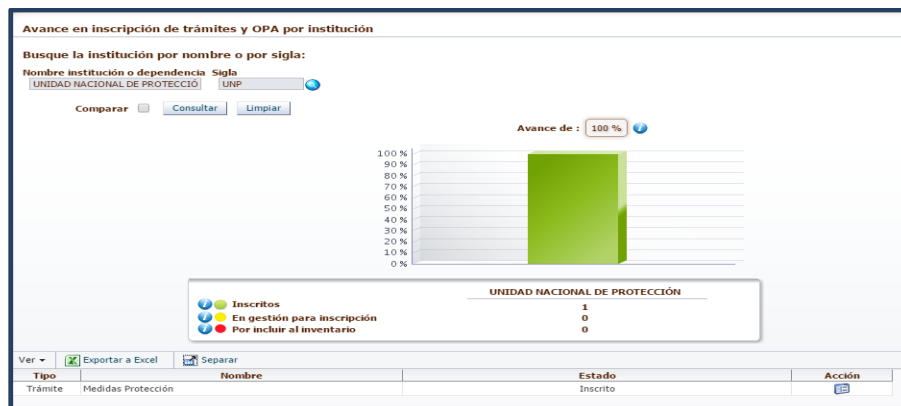 Avance en inscripción de trámites y OPA por institución
Busque la institución por nombre o por sigla:
Nombre institución o dependencia Sigla
UNIDAD NACIONAL DE PROTECCIÓ UNP
Comparar Consultar Limpiar
Avance de : 100 %
100 %
90 %
80 %
70 %
60 %
50 %
40 %
30 %
20 %
10 %
0 %
UNIDAD NACIONAL DE PROTECCIÓN
Inscritos 1
En gestión para inscripción 0
Por incluir al inventario 0
Ver Exportar a Excel Separar
Tipo Nombre Estado Acción
Trámite Medidas Protección Inscrito